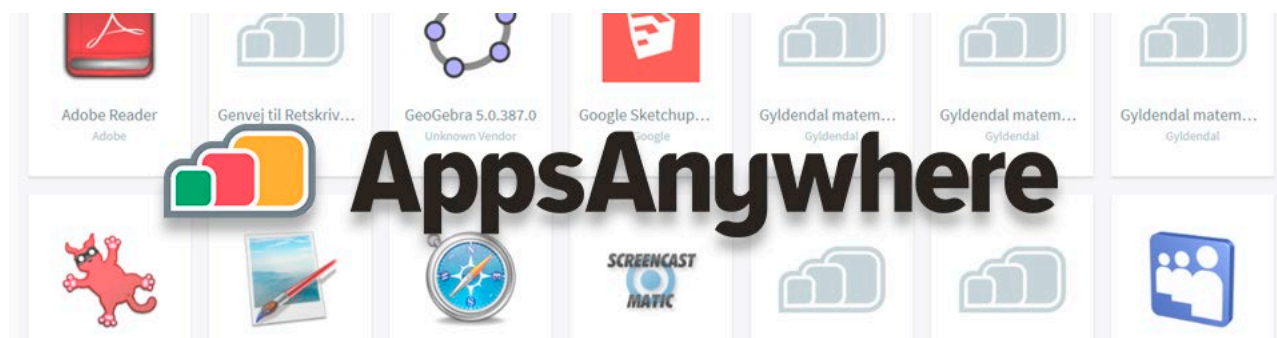 Adobe Reader
Adobe
Genvej til Retskriv...
GeoGebra 5.0.387.0
Unknown Vendor
Google Sketchup...
Google
Gyldendal matem...
Gyldendal
Gyldendal matem...
Gyldendal
Gyldendal matem...
Gyldendal
AppsAnywhere
SCREENCAST
MATIC